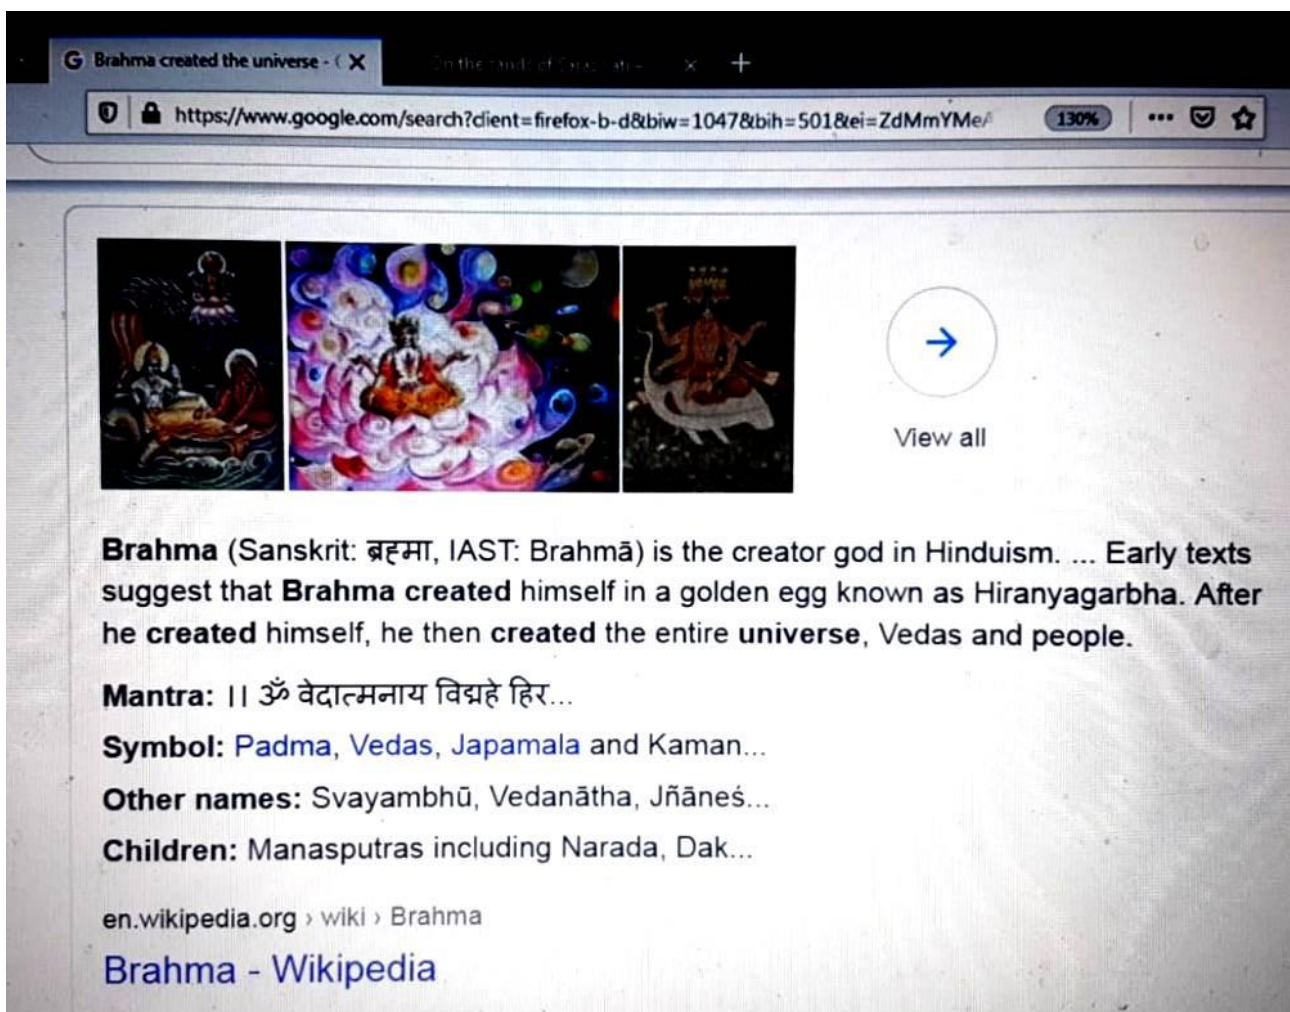 Brahma created the universe - (
https://www.google.com/search?client=firefox-b-d&biw=1047&bih=501&ei=ZdMmYMeA
130%
View all
Brahma (Sanskrit: ब्रह्मा, IAST: Brahmā) is the creator god in Hinduism. ... Early texts
suggest that Brahma created himself in a golden egg known as Hiranyagarbha. After
he created himself, he then created the entire universe, Vedas and people.
Mantra: || ॐ वेदात्मनाय विद्महे हिर...
Symbol: Padma, Vedas, Japamala and Kaman...
Other names: Svayambhū, Vedanātha, Jñāneś...
Children: Manasputras including Narada, Dak...
en.wikipedia.org › wiki › Brahma
Brahma - Wikipedia